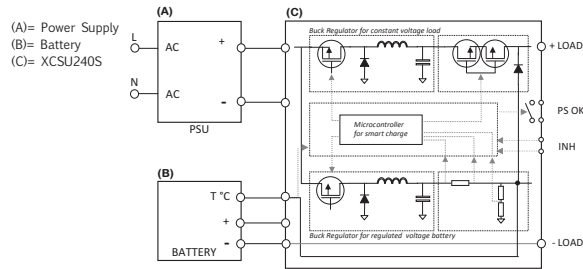 (A)= Power Supply
(B)= Battery
(C)= XCSU240S
(A)
L
AC
+
N
AC
-
PSU
(B)
T °C
+
-
BATTERY
(C)
Buck Regulator for constant voltage load
Microcontroller
for smart charge
Buck Regulator for regulated voltage battery
+ LOAD
PS OK
INH
- LOAD